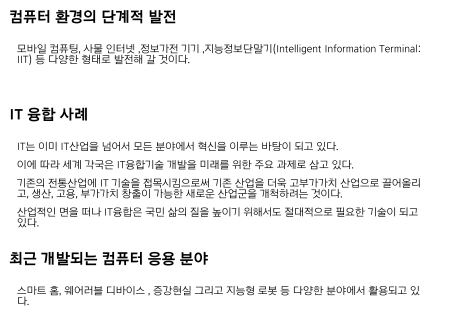 컴퓨터 환경의 단계적 발전
모바일 컴퓨팅, 사물 인터넷 ,정보가전 기기 ,지능정보단말기(Intelligent Information Terminal:
IIT) 등 다양한 형태로 발전해 갈 것이다.
IT 융합 사례
IT는 이미 IT산업을 넘어서 모든 분야에서 혁신을 이루는 바탕이 되고 있다.
이에 따라 세계 각국은 IT융합기술 개발을 미래를 위한 주요 과제로 삼고 있다.
기존의 전통산업에 IT 기술을 접목시킴으로써 기존 산업을 더욱 고부가가치 산업으로 끌어올리
고, 생산, 고용, 부가가치 창출이 가능한 새로운 산업군을 개척하려는 것이다.
산업적인 면을 떠나 IT융합은 국민 삶의 질을 높이기 위해서도 절대적으로 필요한 기술이 되고
있다.
최근 개발되는 컴퓨터 응용 분야
스마트 홈, 웨어러블 디바이스 , 증강현실 그리고 지능형 로봇 등 다양한 분야에서 활용되고 있
다.